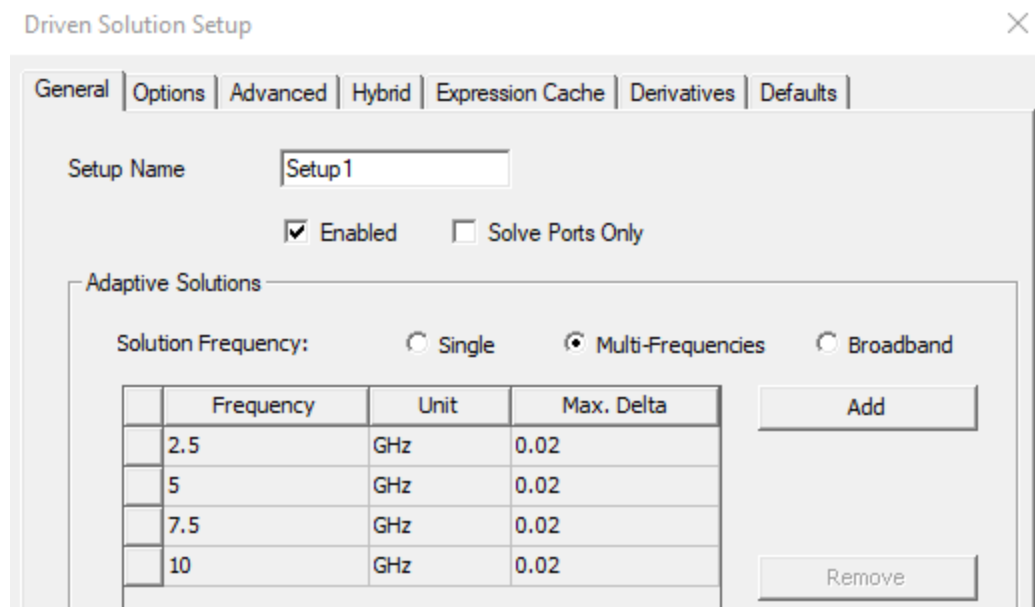 Driven Solution Setup
General Options Advanced Hybrid Expression Cache Derivatives Defaults
Setup Name Setup1
Enabled Solve Ports Only
Adaptive Solutions
Solution Frequency: Single Multi-Frequencies Broadband
Frequency Unit Max. Delta Add
2.5 GHz 0.02
5 GHz 0.02
7.5 GHz 0.02
10 GHz 0.02 Remove